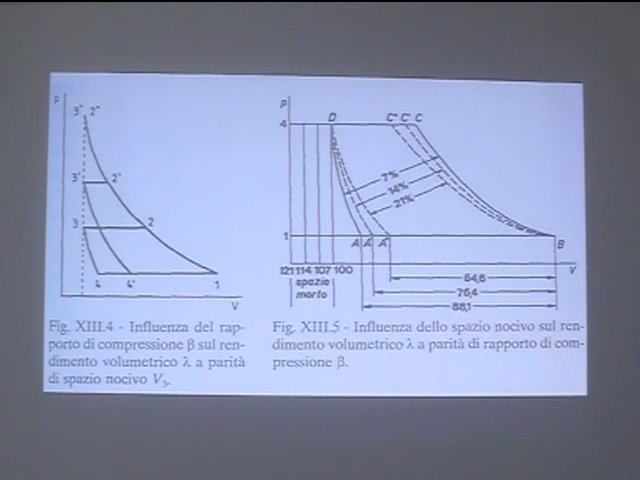 p
3" 2"
3' 2'
3 2
4 4' 1
V
Fig. XIII.4 - Influenza del rap-
porto di compressione β sul ren-
dimento volumetrico λ a parità
di spazio nocivo V₃.
p
4
D C" C' C
7%
14%
21%
1
A A' A"
B
V
121 114 107 100
spazio
morto
64,6
76,4
88,1
Fig. XIII.5 - Influenza dello spazio nocivo sul ren-
dimento volumetrico λ a parità di rapporto di com-
pressione β.